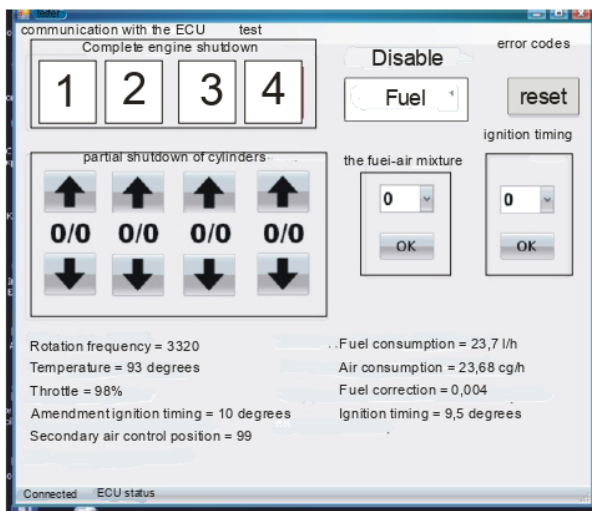 tester
communication with the ECU test
Complete engine shutdown
1 2 3 4
Disable
Fuel
error codes
reset
ignition timing
partial shutdown of cylinders
0/0 0/0 0/0 0/0
the fuei-air mixture
0
OK
0
OK
Rotation frequency = 3320
Temperature = 93 degrees
Throttle = 98%
Amendment ignition timing = 10 degrees
Secondary air control position = 99
Fuel consumption = 23,7 l/h
Air consumption = 23,68 cg/h
Fuel correction = 0,004
Ignition timing = 9,5 degrees
Connected ECU status